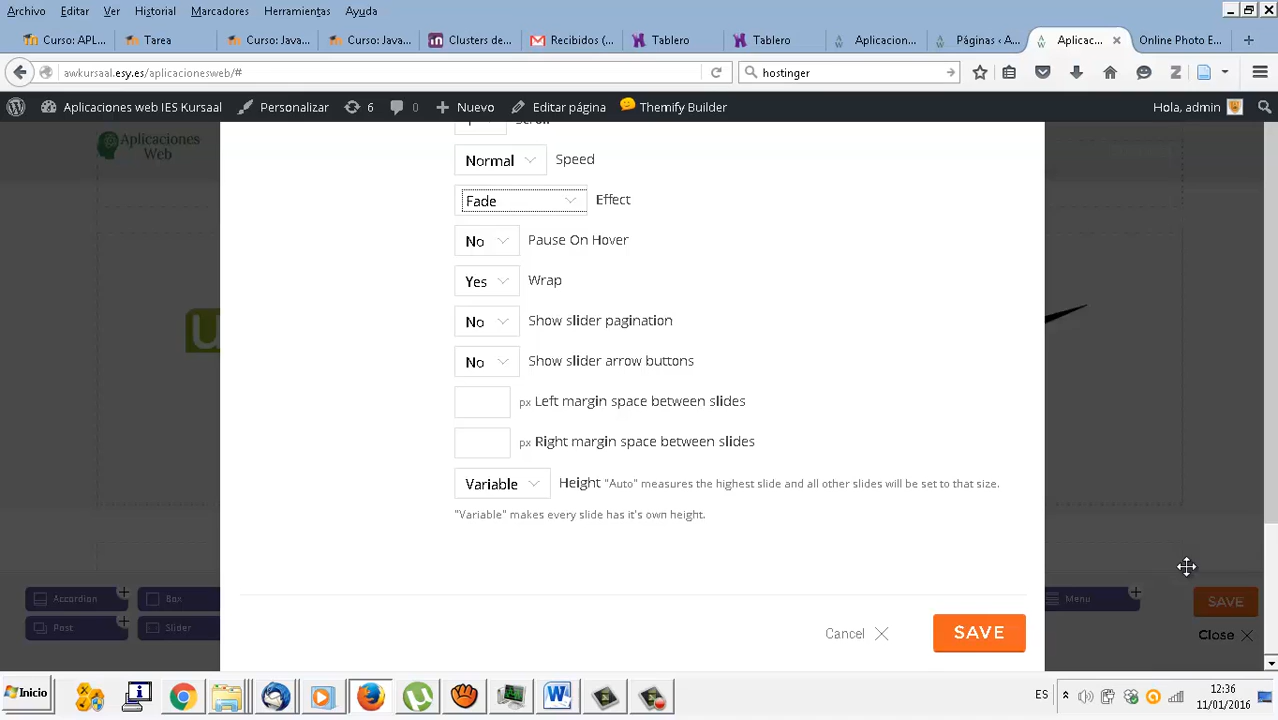 Archivo Editar Ver Historial Marcadores Herramientas Ayuda
Curso: APL... Tarea Curso: Java... Curso: Java... Clusters de... Recibidos (... Tablero Tablero Aplicacion... Páginas ‹ A... Aplicac... Online Photo E...
awkursaal.esy.es/aplicacionesweb/# hostinger
Aplicaciones web IES Kursaal Personalizar 6 0 Nuevo Editar página Themify Builder Hola, admin
Aplicaciones
Web
Scroll
Normal Speed
Fade Effect
No Pause On Hover
Yes Wrap
No Show slider pagination
No Show slider arrow buttons
px Left margin space between slides
px Right margin space between slides
Variable Height "Auto" measures the highest slide and all other slides will be set to that size.
"Variable" makes every slide has it's own height.
Accordion Box Menu SAVE
Post Slider Close
Cancel SAVE
Inicio ES 12:36
11/01/2016